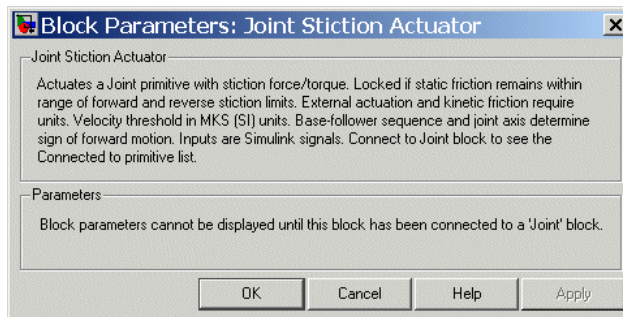 Block Parameters: Joint Stiction Actuator
Joint Stiction Actuator
Actuates a Joint primitive with stiction force/torque. Locked if static friction remains within
range of forward and reverse stiction limits. External actuation and kinetic friction require
units. Velocity threshold in MKS (SI) units. Base-follower sequence and joint axis determine
sign of forward motion. Inputs are Simulink signals. Connect to Joint block to see the
Connected to primitive list.
Parameters
Block parameters cannot be displayed until this block has been connected to a 'Joint' block.
OK Cancel Help Apply